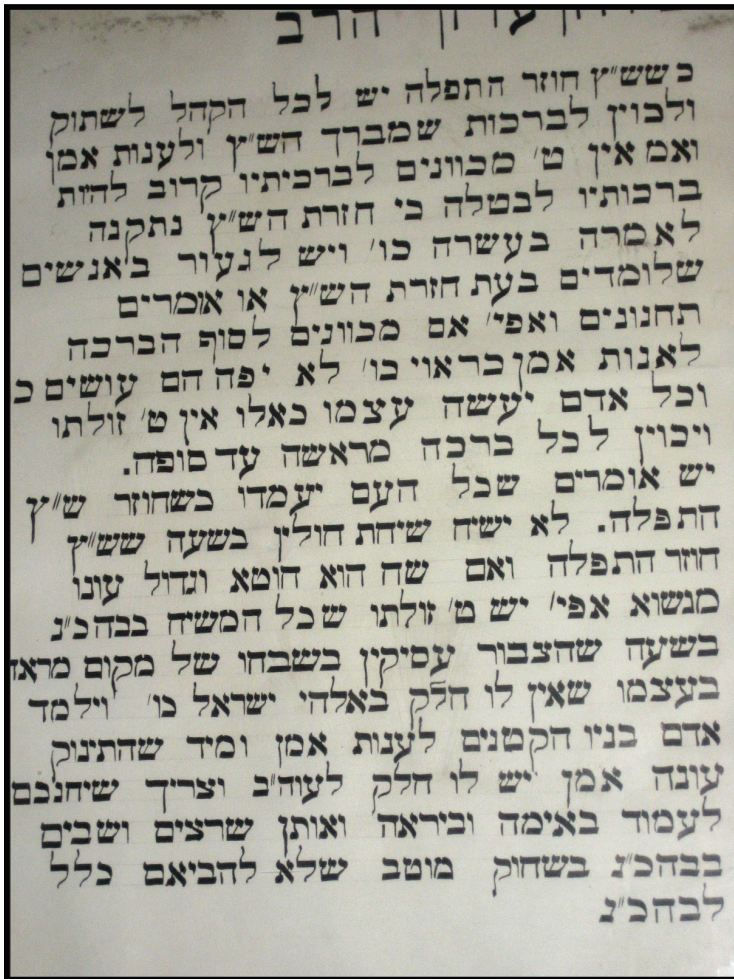 הרב
כשש״ץ חוזר התפלה יש לכל הקהל לשתוק
ולכוין לברכות שמברך הש״ץ ולענות אמן
ואם אין ט׳ מכוונים לברכיתיו קרוב להיות
ברכותיו לבטלה כי חזרת הש״ץ נתקנה
לאמרה בעשרה כו׳ ויש לגעור באנשים
שלומדים בעת חזרת הש״ץ או אומרים
תחנונים ואפי׳ אם מכוונים לסוף הברכה
לאנות אמן כראוי כו׳ לא יפה הם עושים כ
וכל אדם יעשה עצמו כאלו אין ט׳ זולתו
ויכוין לכל ברכה מראשה עד סופה.
יש אומרים שכל העם יעמדו כשחוזר ש״ץ
התפלה. לא ישיח שיחת חולין בשעה שש״ץ
חוזר התפלה ואם שח הוא חוטא וגדול עונו
מנשוא אפי׳ יש ט׳ זולתו שכל המשיח בבהכ״נ
בשעה שהצבור עסיקין בשבחו של מקום מראה
בעצמו שאין לו חלק באלהי ישראל כו׳ וילמד
אדם בניו הקטנים לענות אמן ומיד שהתינוק
עונה אמן יש לו חלק לעוה״ב וצריך שיחנכם
לעמוד באימה וביראה ואותן שרצים ושבים
בבהכ״נ בשחוק מוטב שלא להביאם כלל
לבהכ״נ